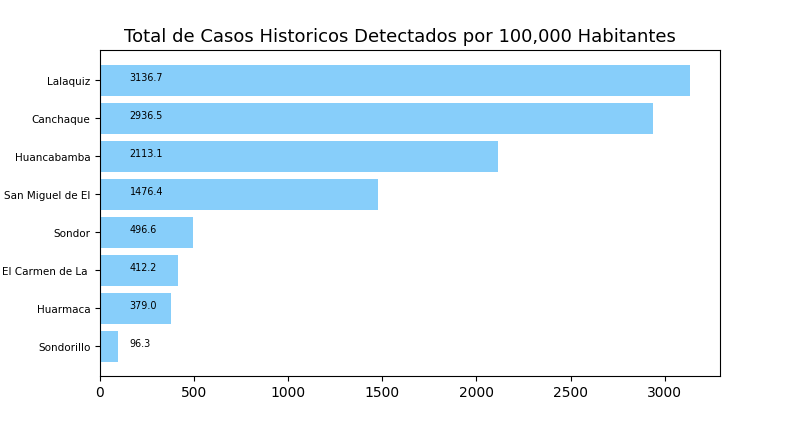 Total de Casos Historicos Detectados por 100,000 Habitantes
Lalaquiz 3136.7
Canchaque 2936.5
Huancabamba 2113.1
San Miguel de El 1476.4
Sondor 496.6
El Carmen de La 412.2
Huarmaca 379.0
Sondorillo 96.3
0 500 1000 1500 2000 2500 3000